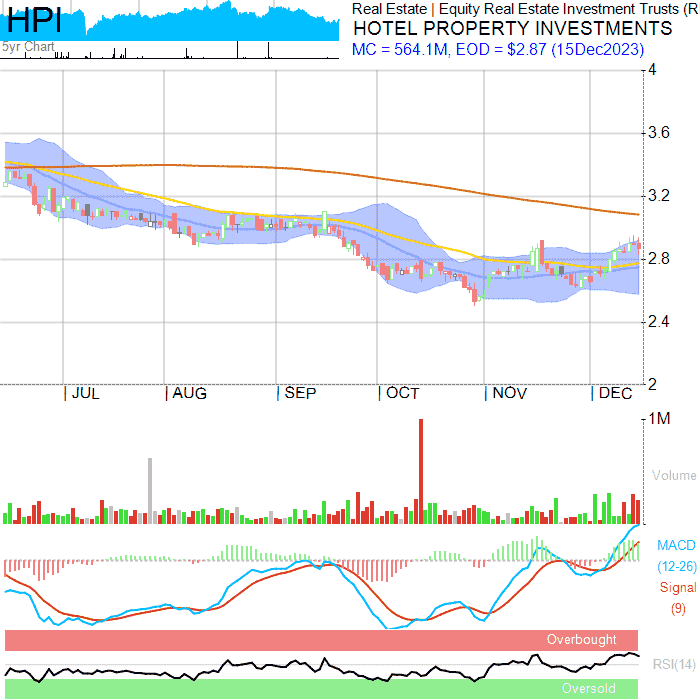 HPI
5yr Chart
Real Estate | Equity Real Estate Investment Trusts (R
HOTEL PROPERTY INVESTMENTS
MC = 564.1M, EOD = $2.87 (15Dec2023)
4
3.6
3.2
2.8
2.4
2
JUL AUG SEP OCT NOV DEC
1M
Volume
MACD
(12-26)
Signal
(9)
Overbought
RSI(14)
Oversold